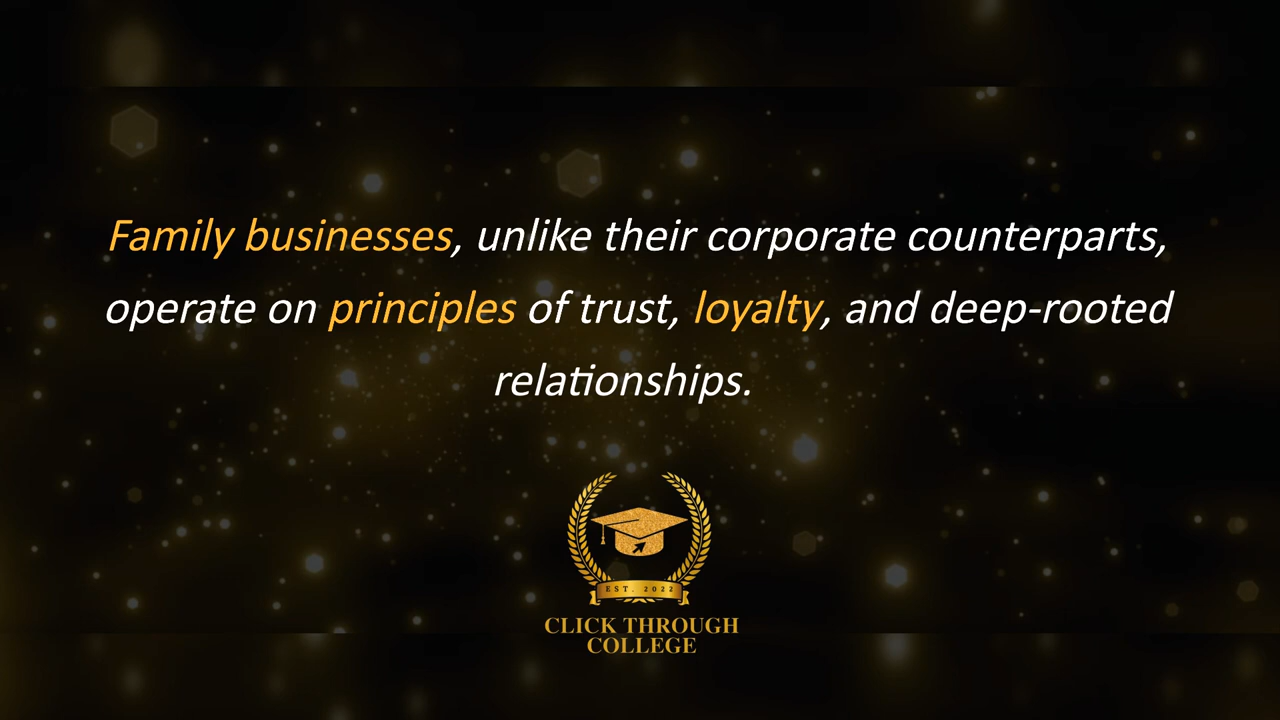 Family businesses, unlike their corporate counterparts,
operate on principles of trust, loyalty, and deep-rooted
relationships.
EST. 2022
CLICK THROUGH
COLLEGE